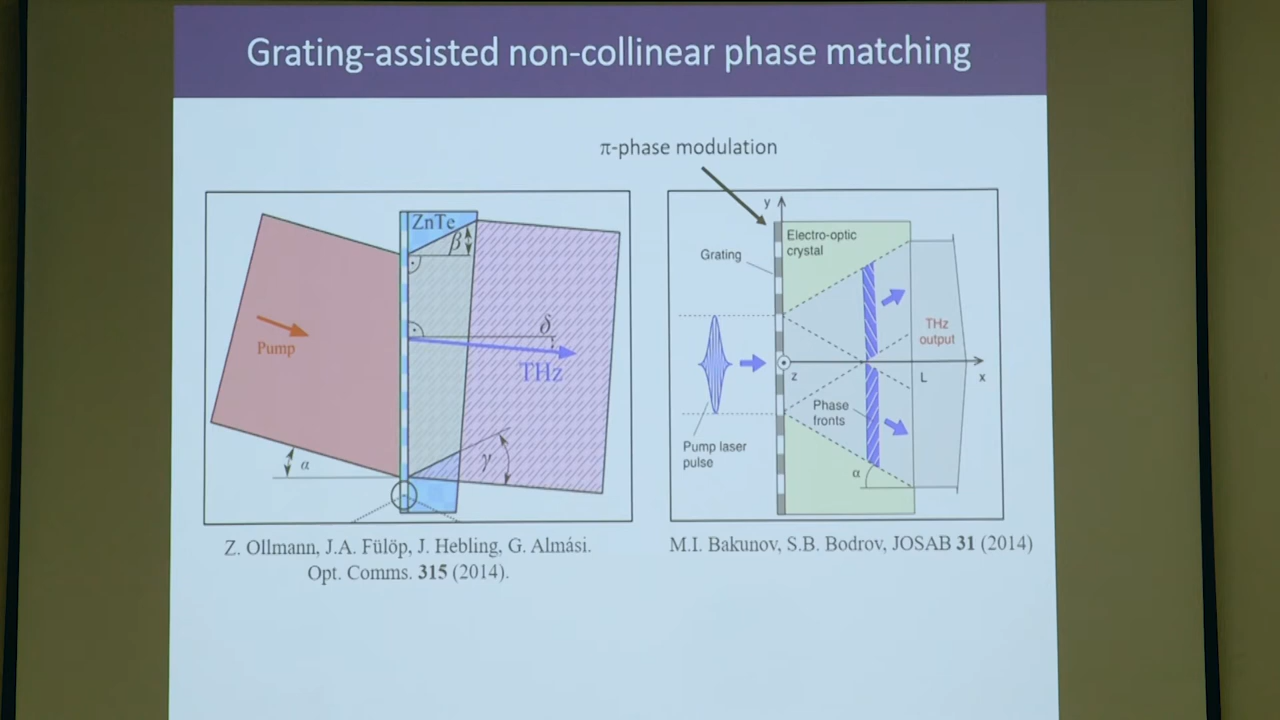 Grating-assisted non-collinear phase matching
π-phase modulation
ZnTe
β
δ
Pump
THz
α
γ
y
Grating
Electro-optic
crystal
THz
output
z
L
x
Phase
fronts
Pump laser
pulse
α
Z. Ollmann, J.A. Fülöp, J. Hebling, G. Almási.
Opt. Comms. 315 (2014).
M.I. Bakunov, S.B. Bodrov, JOSAB 31 (2014)